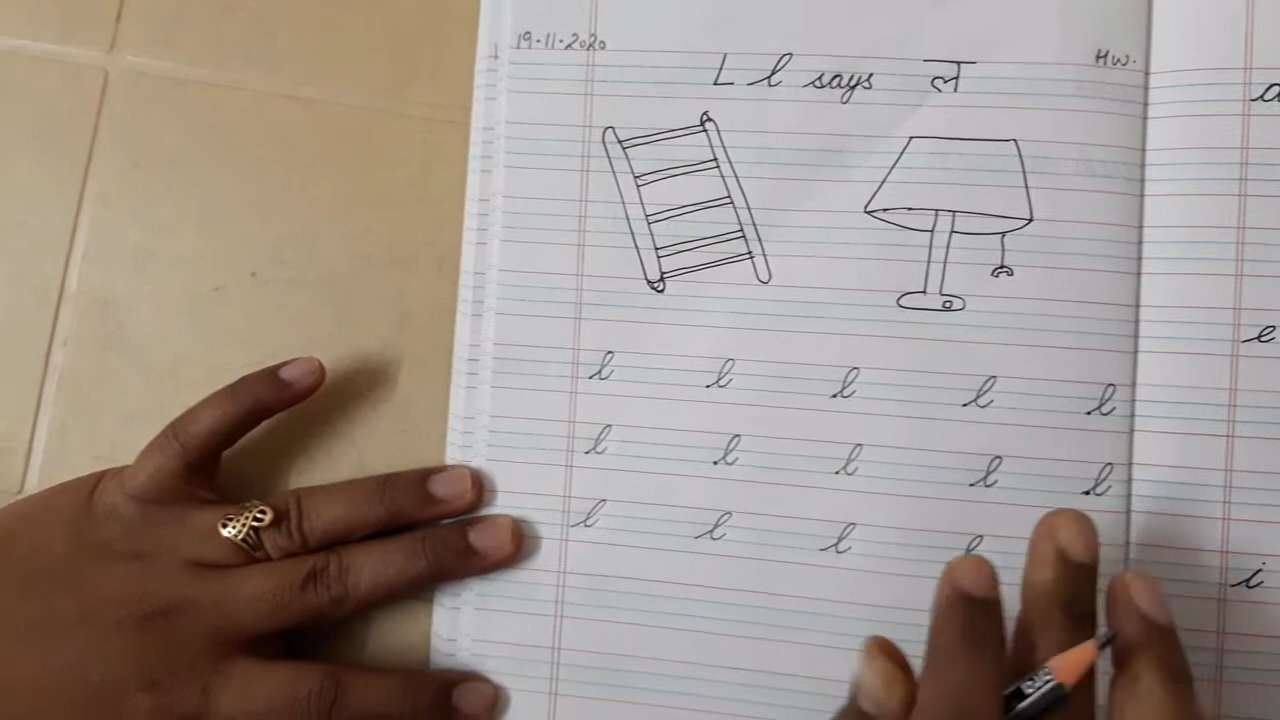 19-11-2020 HW.
L l says ल
l l l l l
l l l l l
l l l l
e
i